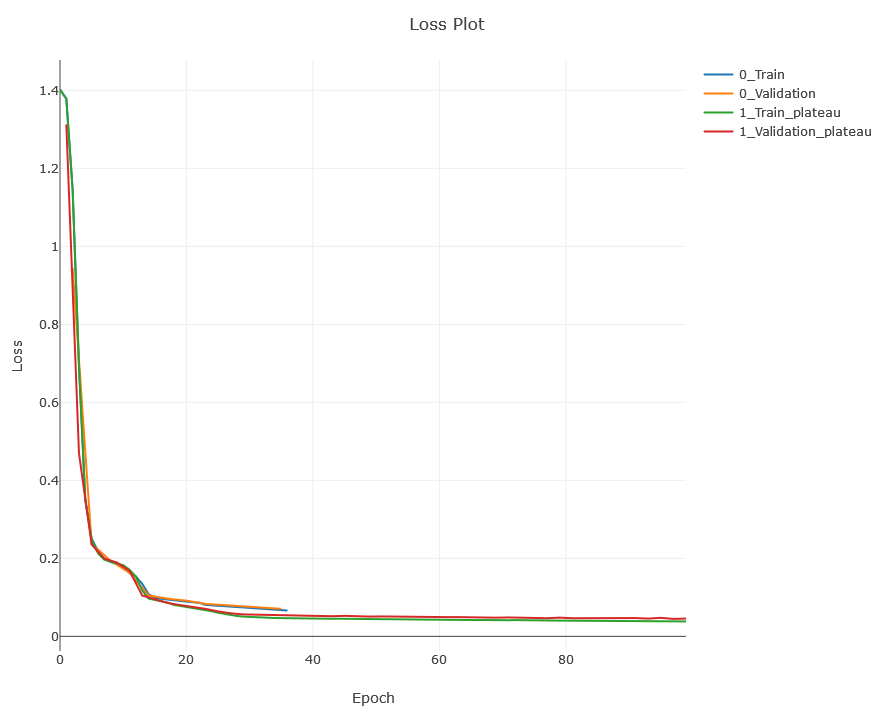 Loss Plot
0_Train
0_Validation
1_Train_plateau
1_Validation_plateau
1.4
1.2
1
0.8
0.6
0.4
0.2
0
Loss
0
20
40
60
80
Epoch